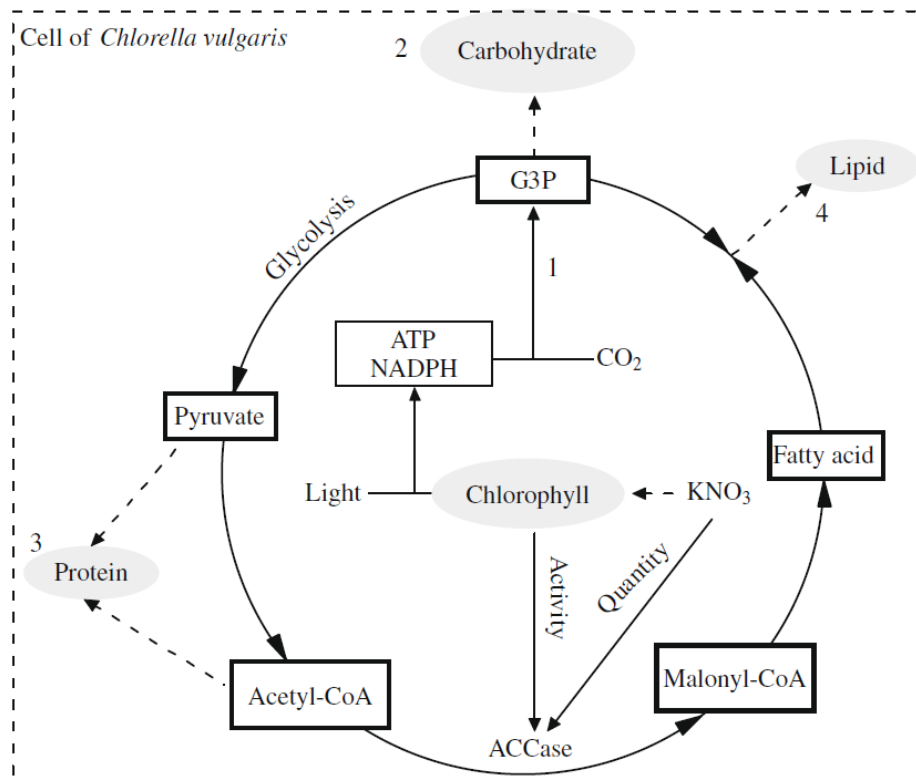 Cell of Chlorella vulgaris
2
Carbohydrate
G3P
Lipid
4
Glycolysis
1
ATP
NADPH
CO₂
Pyruvate
Fatty acid
Light
Chlorophyll
KNO₃
3
Protein
Activity
Quantity
Acetyl-CoA
Malonyl-CoA
ACCase